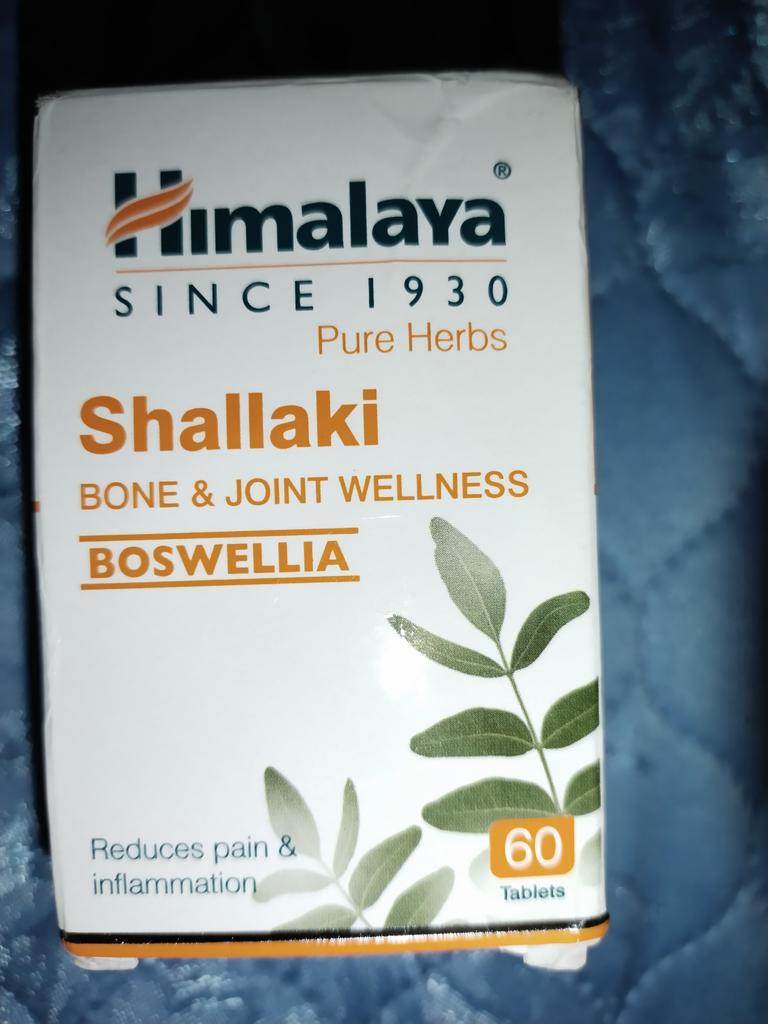 Himalaya®
SINCE 1930
Pure Herbs
Shallaki
BONE & JOINT WELLNESS
BOSWELLIA
Reduces pain &
inflammation
60
Tablets